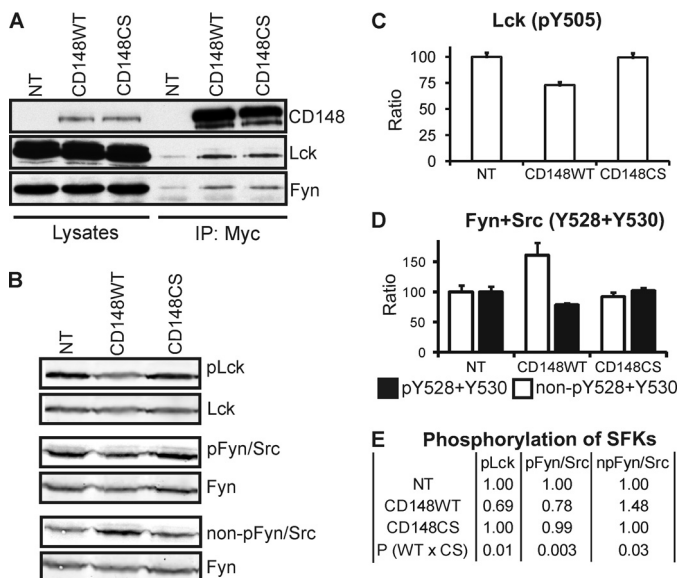 A
NT
CD148WT
CD148CS
NT
CD148WT
CD148CS
CD148
Lck
Fyn
Lysates
IP: Myc
B
NT
CD148WT
CD148CS
pLck
Lck
pFyn/Src
Fyn
non-pFyn/Src
Fyn
C
Lck (pY505)
Ratio
100
75
50
25
0
NT CD148WT CD148CS
D
Fyn+Src (Y528+Y530)
Ratio
150
100
50
0
NT CD148WT CD148CS
pY528+Y530 non-pY528+Y530
E Phosphorylation of SFKs
pLck pFyn/Src npFyn/Src
NT 1.00 1.00 1.00
CD148WT 0.69 0.78 1.48
CD148CS 1.00 0.99 1.00
P (WT x CS) 0.01 0.003 0.03